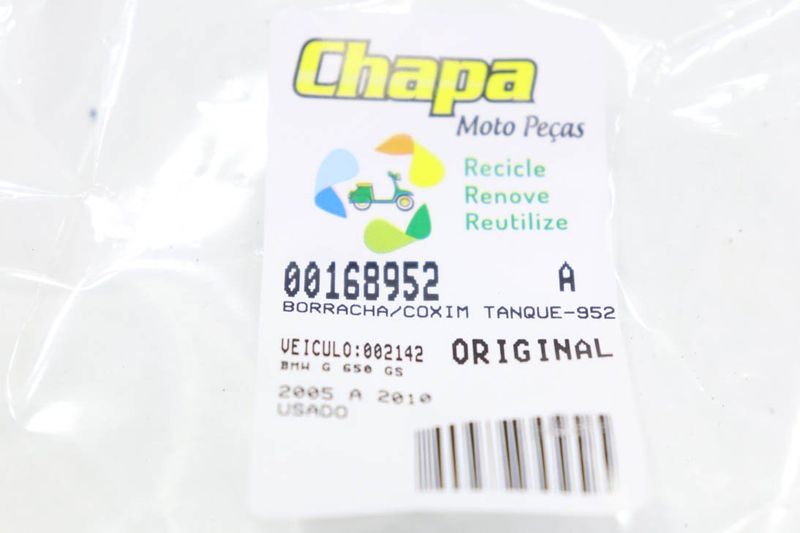 Chapa
Moto Peças
Recicle
Renove
Reutilize
00168952 A
BORRACHA/COXIM TANQUE-952
VEICULO:002142 ORIGINAL
BMW G 650 GS
2005 A 2010
USADO